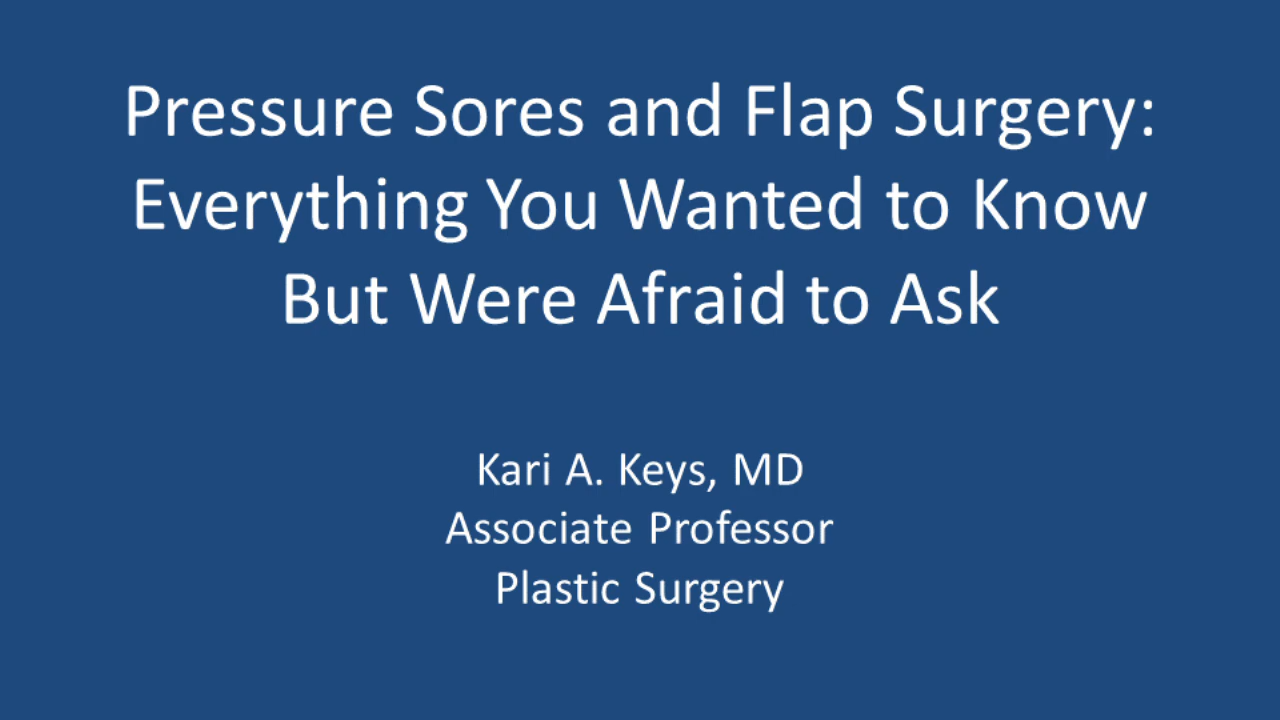 Pressure Sores and Flap Surgery:
Everything You Wanted to Know
But Were Afraid to Ask
Kari A. Keys, MD
Associate Professor
Plastic Surgery